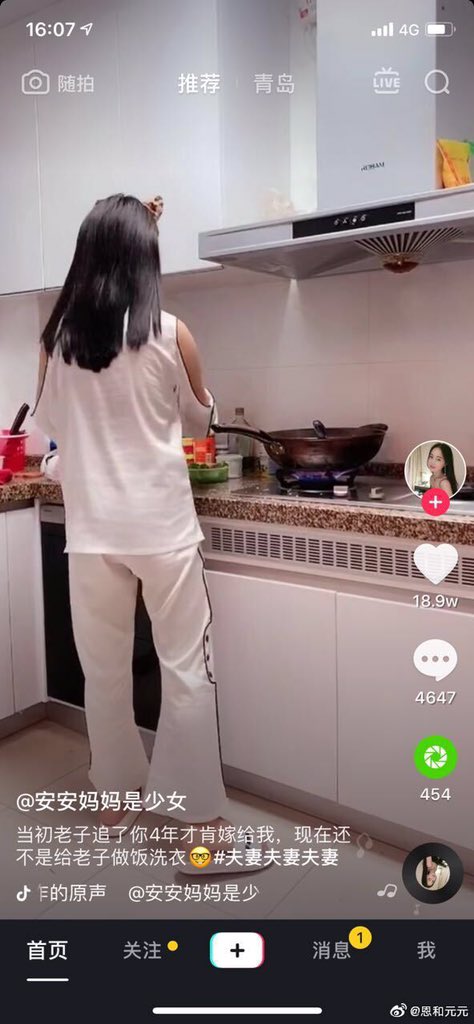 16:07
4G
随拍
推荐
青岛
LIVE
ROBAM
18.9w
4647
454
@安安妈妈是少女
当初老子追了你4年才肯嫁给我，现在还
不是给老子做饭洗衣🤓#夫妻夫妻夫妻
作的原声 @安安妈妈是少
首页
关注
消息
1
我
@恩和元元